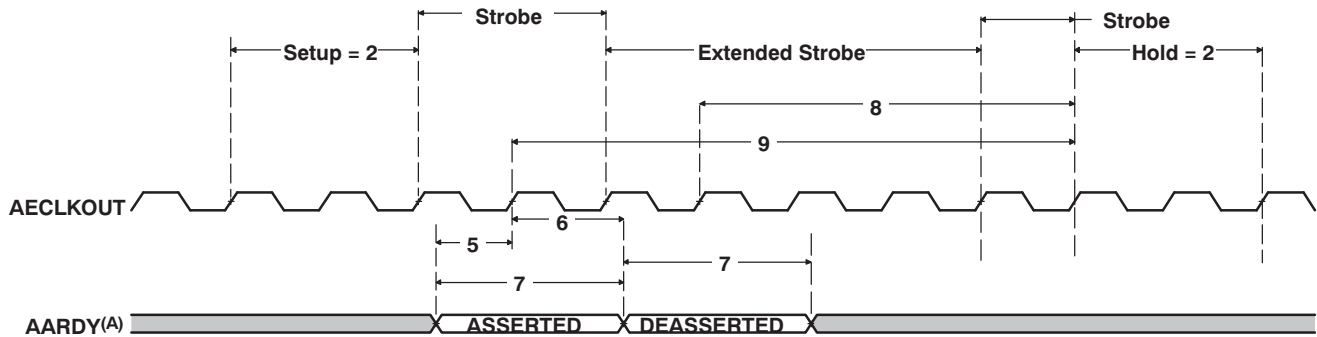 Strobe
Strobe
Setup = 2
Extended Strobe
Hold = 2
8
9
AECLKOUT
6
5
7
7
AARDY(A)
ASSERTED
DEASSERTED